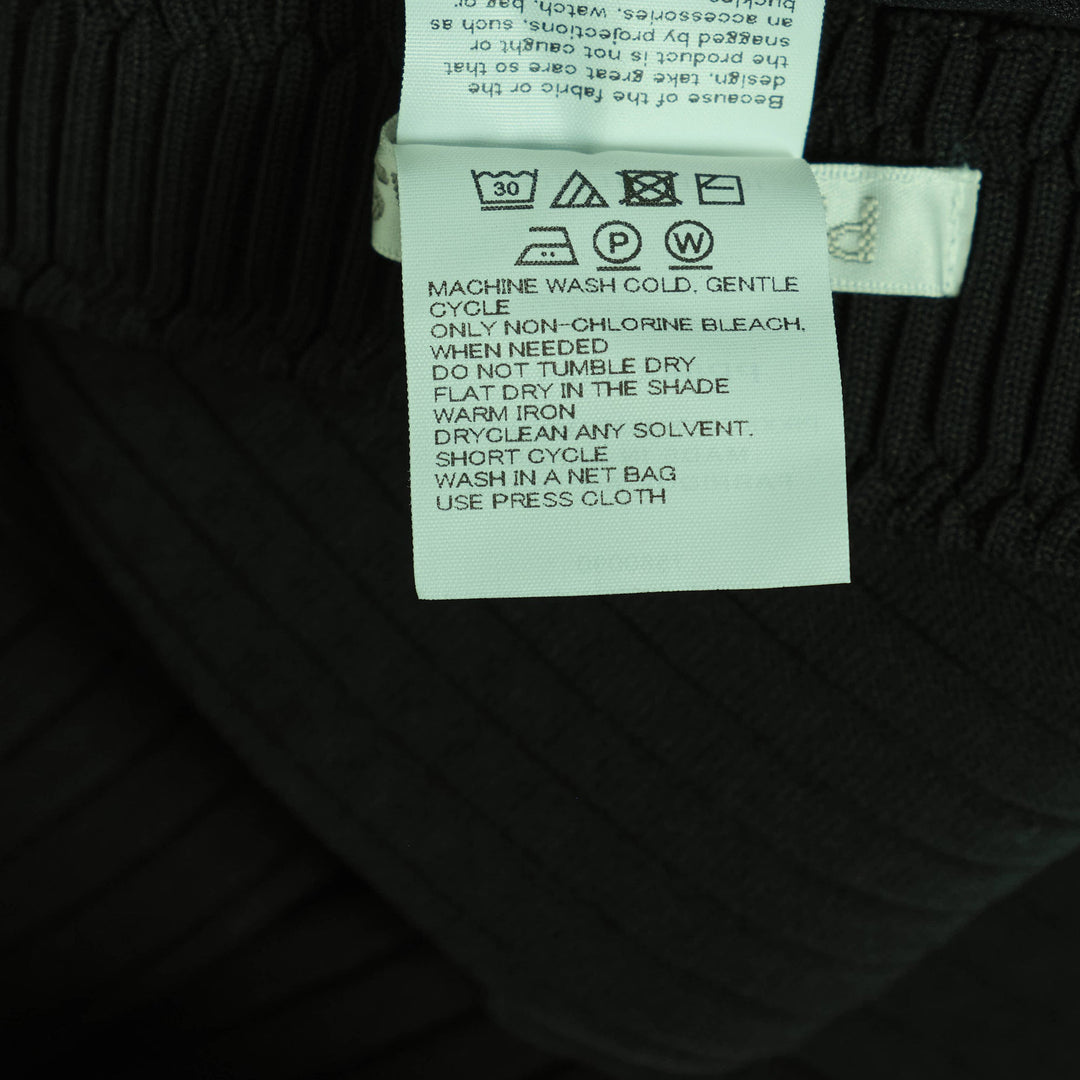 buckles
an accessories, watch, bag or
snagged by projections, such as
the product is not caught or
design, take great care so that
Because of the fabric or the
30
P
W
MACHINE WASH COLD, GENTLE
CYCLE
ONLY NON-CHLORINE BLEACH,
WHEN NEEDED
DO NOT TUMBLE DRY
FLAT DRY IN THE SHADE
WARM IRON
DRYCLEAN ANY SOLVENT,
SHORT CYCLE
WASH IN A NET BAG
USE PRESS CLOTH